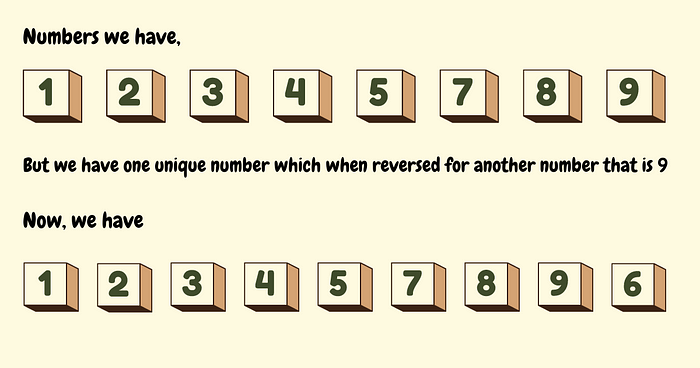 Numbers we have,
1 2 3 4 5 7 8 9
But we have one unique number which when reversed for another number that is 9
Now, we have
1 2 3 4 5 7 8 9 6